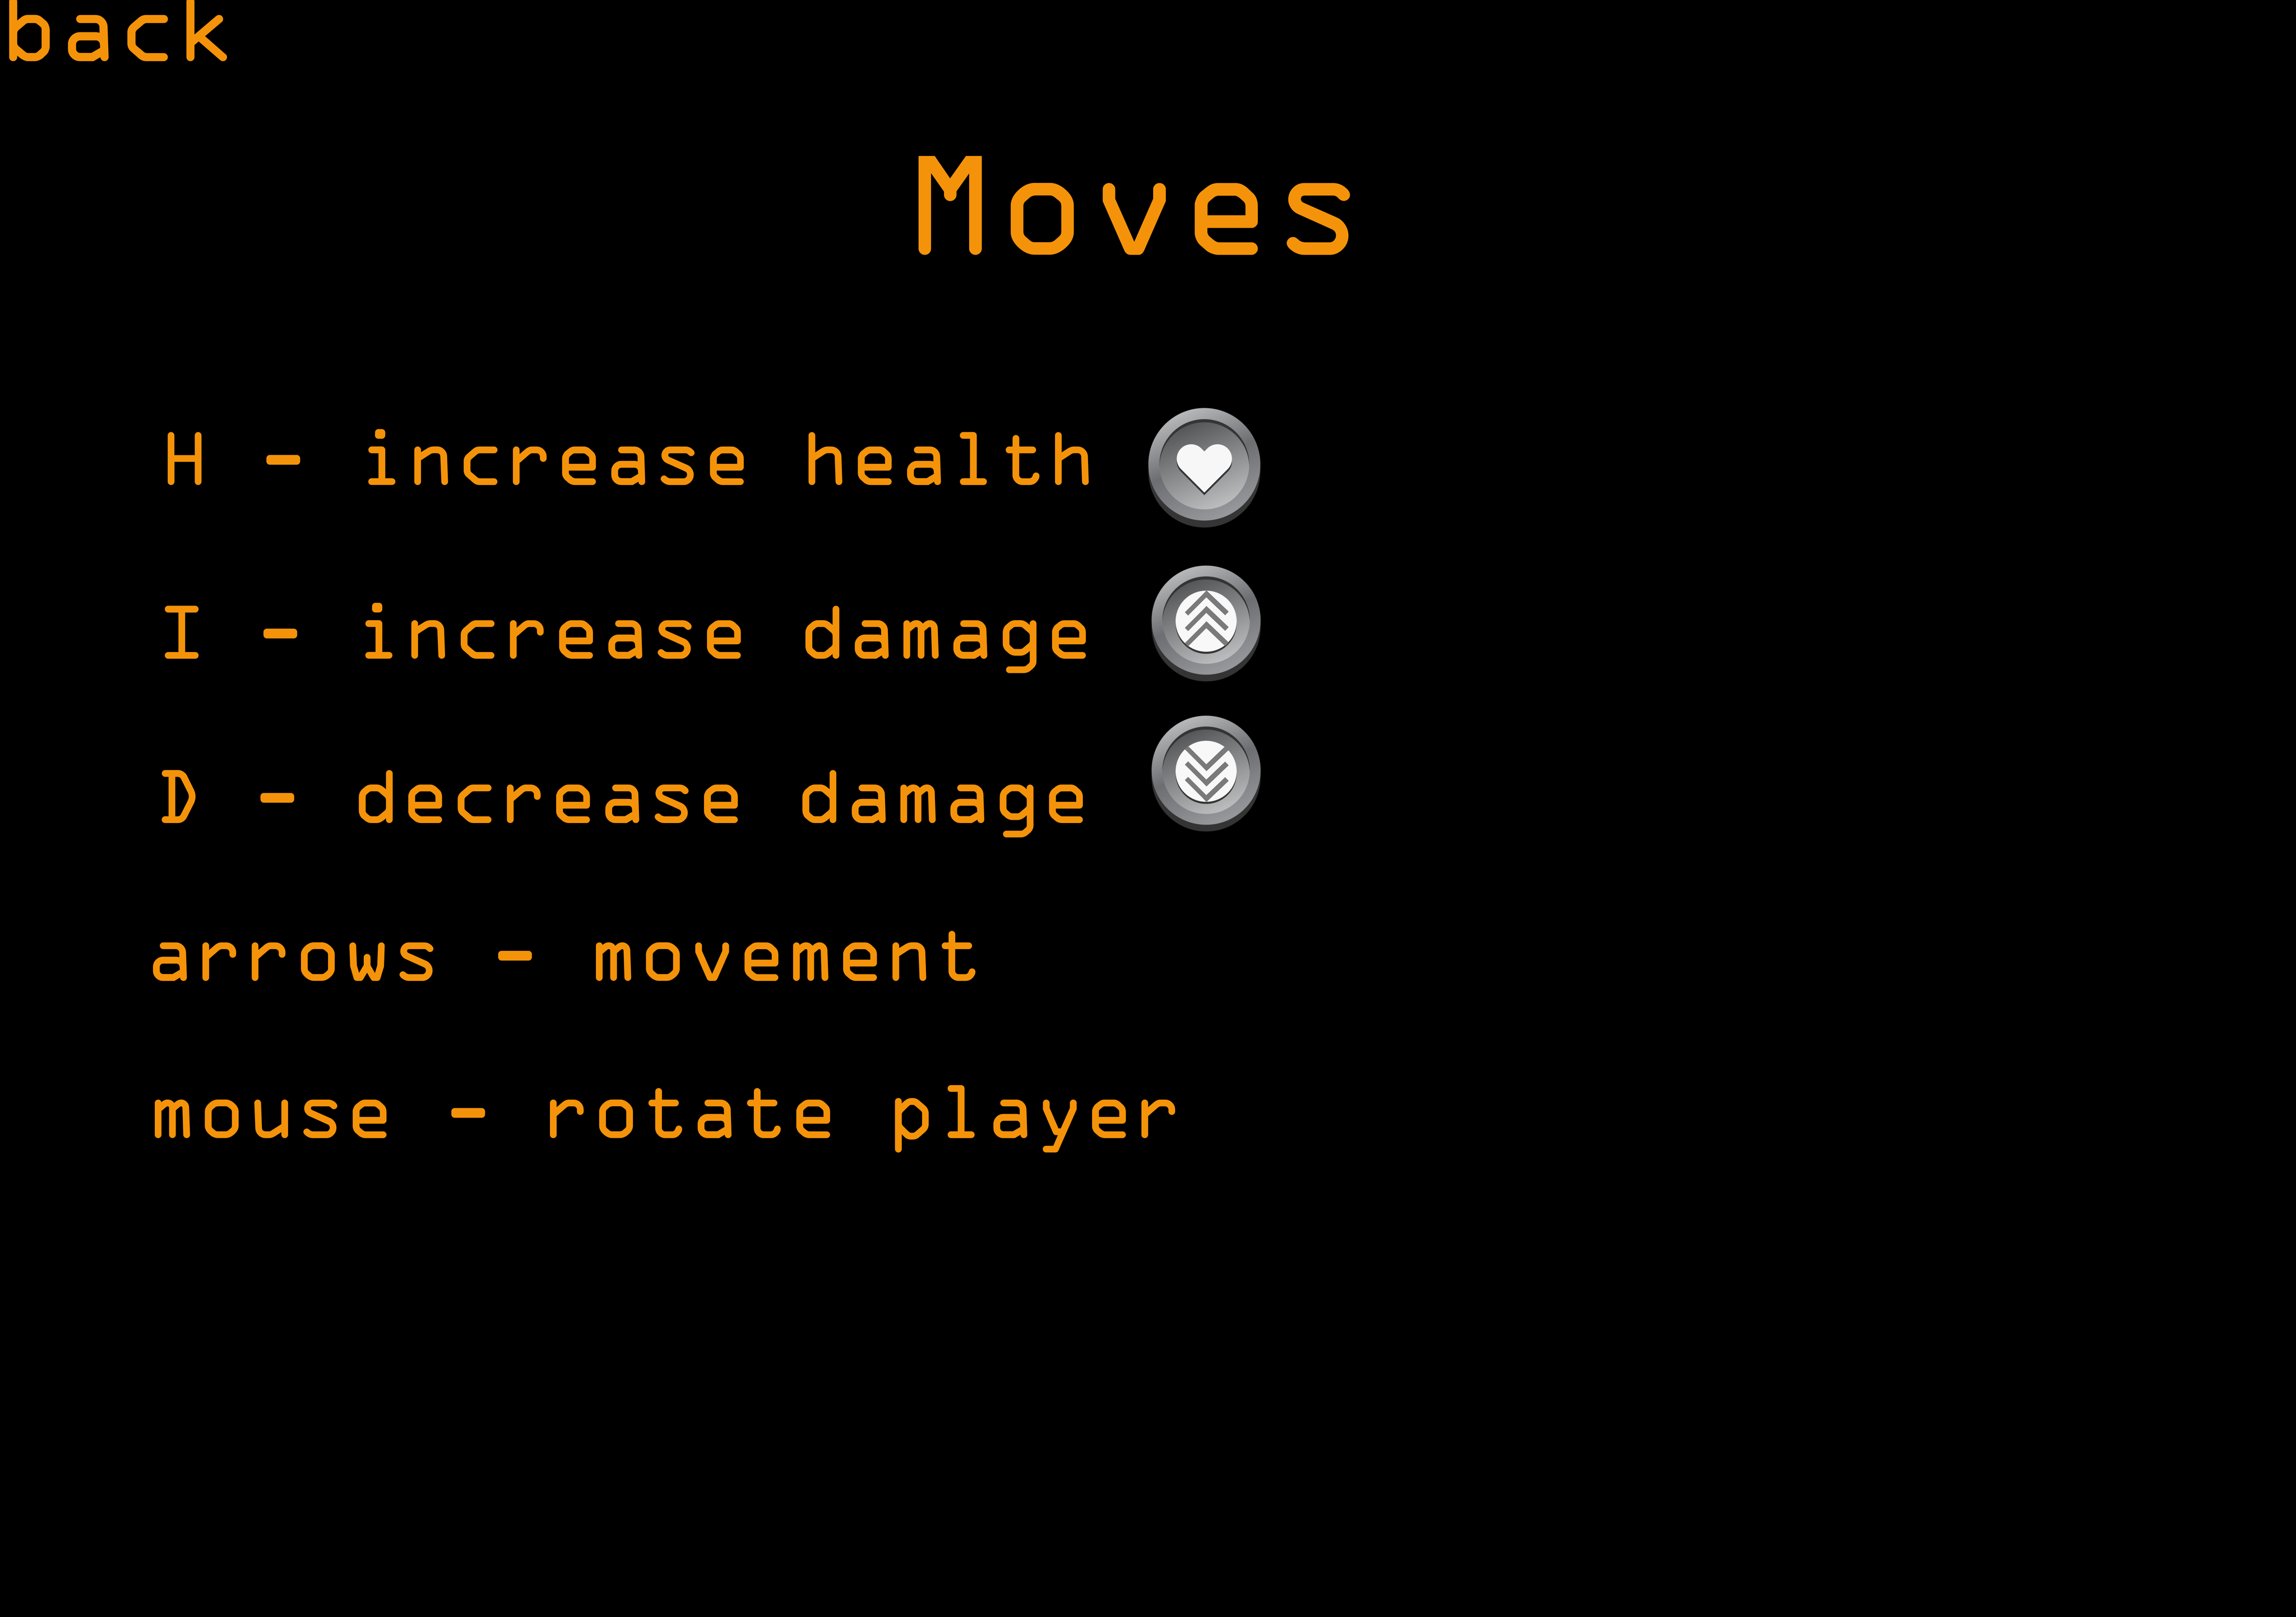 back
Moves
H - increase health
I - increase damage
D - decrease damage
arrows - movement
mouse - rotate player